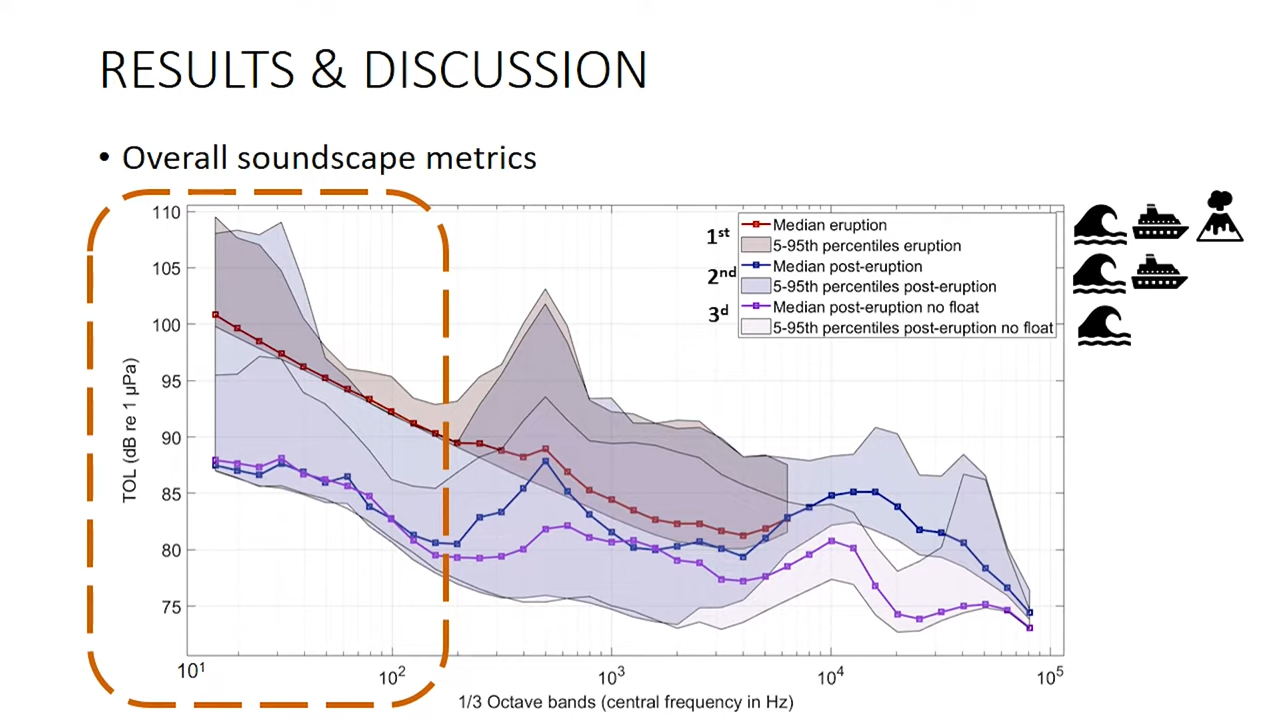 RESULTS & DISCUSSION
• Overall soundscape metrics
110
105
100
95
90
85
80
75
TOL (dB re 1 μPa)
10¹
10²
10³
10⁴
10⁵
1/3 Octave bands (central frequency in Hz)
1st
2nd
3d
Median eruption
5-95th percentiles eruption
Median post-eruption
5-95th percentiles post-eruption
Median post-eruption no float
5-95th percentiles post-eruption no float